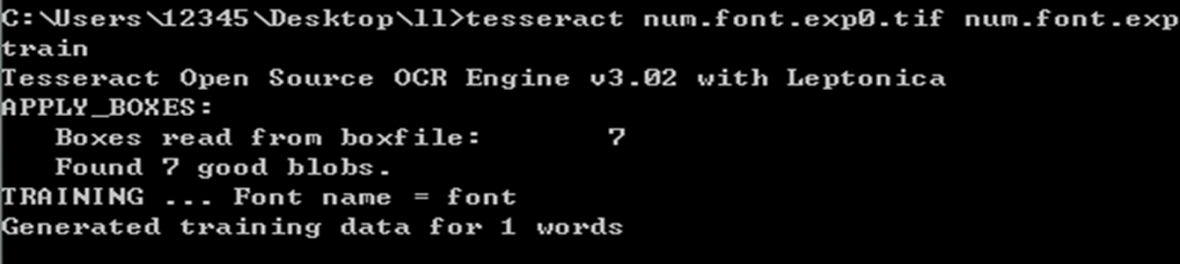 C:\Users\12345\Desktop\ll>tesseract num.font.exp0.tif num.font.exp
train
Tesseract Open Source OCR Engine v3.02 with Leptonica
APPLY_BOXES:
   Boxes read from boxfile:       7
   Found 7 good blobs.
TRAINING ... Font name = font
Generated training data for 1 words